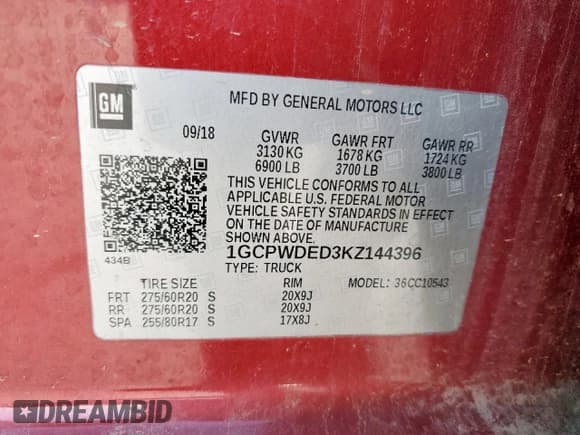 GM
MFD BY GENERAL MOTORS LLC
09/18 GVWR GAWR FRT GAWR RR
3130 KG 1678 KG 1724 KG
6900 LB 3700 LB 3800 LB
THIS VEHICLE CONFORMS TO ALL
APPLICABLE U.S. FEDERAL MOTOR
VEHICLE SAFETY STANDARDS IN EFFECT
ON THE DATE OF MANUFACTURE
SHOWN ABOVE.
434B
1GCPWDED3KZ144396
TYPE: TRUCK MODEL: 36CC10543
TIRE SIZE RIM
FRT 275/60R20 S 20X9J
RR 275/60R20 S 20X9J
SPA 255/80R17 S 17X8J
DREAMBID